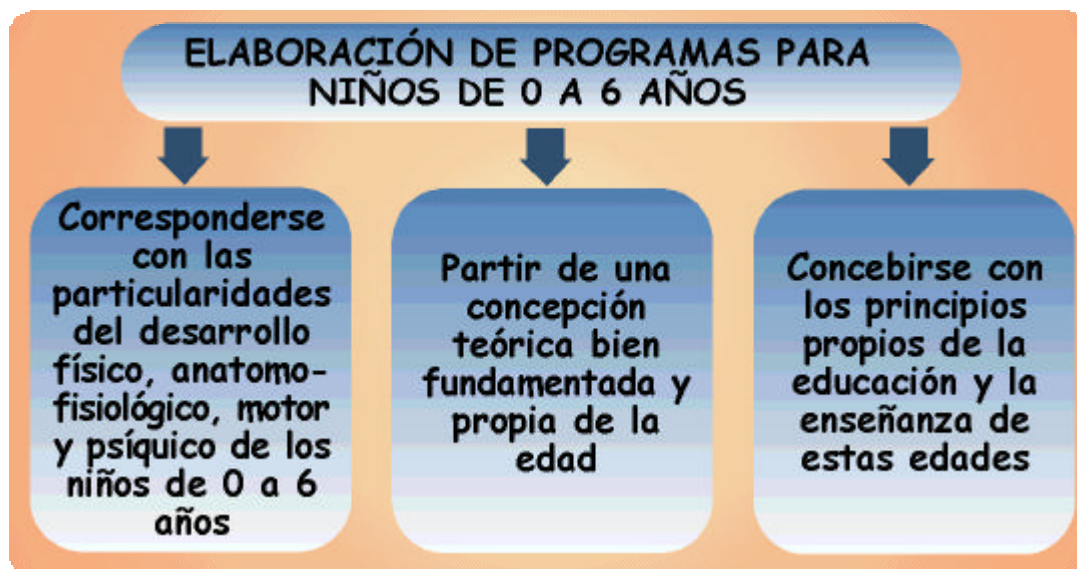 ELABORACIÓN DE PROGRAMAS PARA
NIÑOS DE 0 A 6 AÑOS
Corresponderse
con las
particularidades
del desarrollo
físico, anatomo-
fisiológico, motor
y psíquico de los
niños de 0 a 6
años
Partir de una
concepción
teórica bien
fundamentada y
propia de la
edad
Concebirse con
los principios
propios de la
educación y la
enseñanza de
estas edades